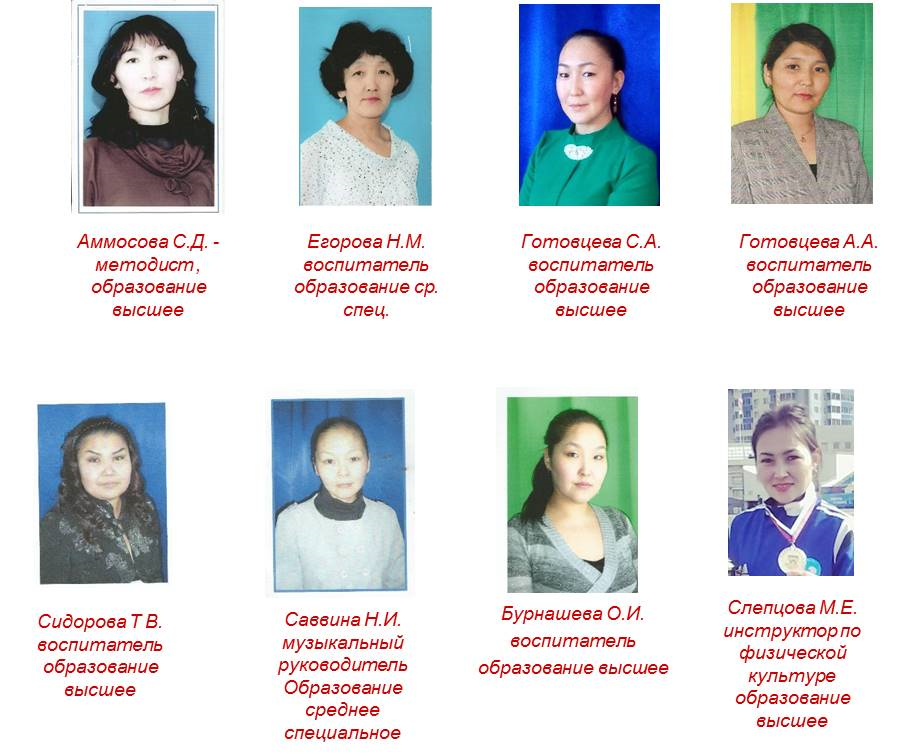 Аммосова С.Д. -
методист ,
образование
высшее
Егорова Н.М.
воспитатель
образование ср.
спец.
Готовцева С.А.
воспитатель
образование
высшее
Готовцева А.А.
воспитатель
образование
высшее
Сидорова Т В.
воспитатель
образование
высшее
Саввина Н.И.
музыкальный
руководитель
Образование
среднее
специальное
Бурнашева О.И.
воспитатель
образование высшее
Слепцова М.Е.
инструктор по
физической
культуре
образование
высшее